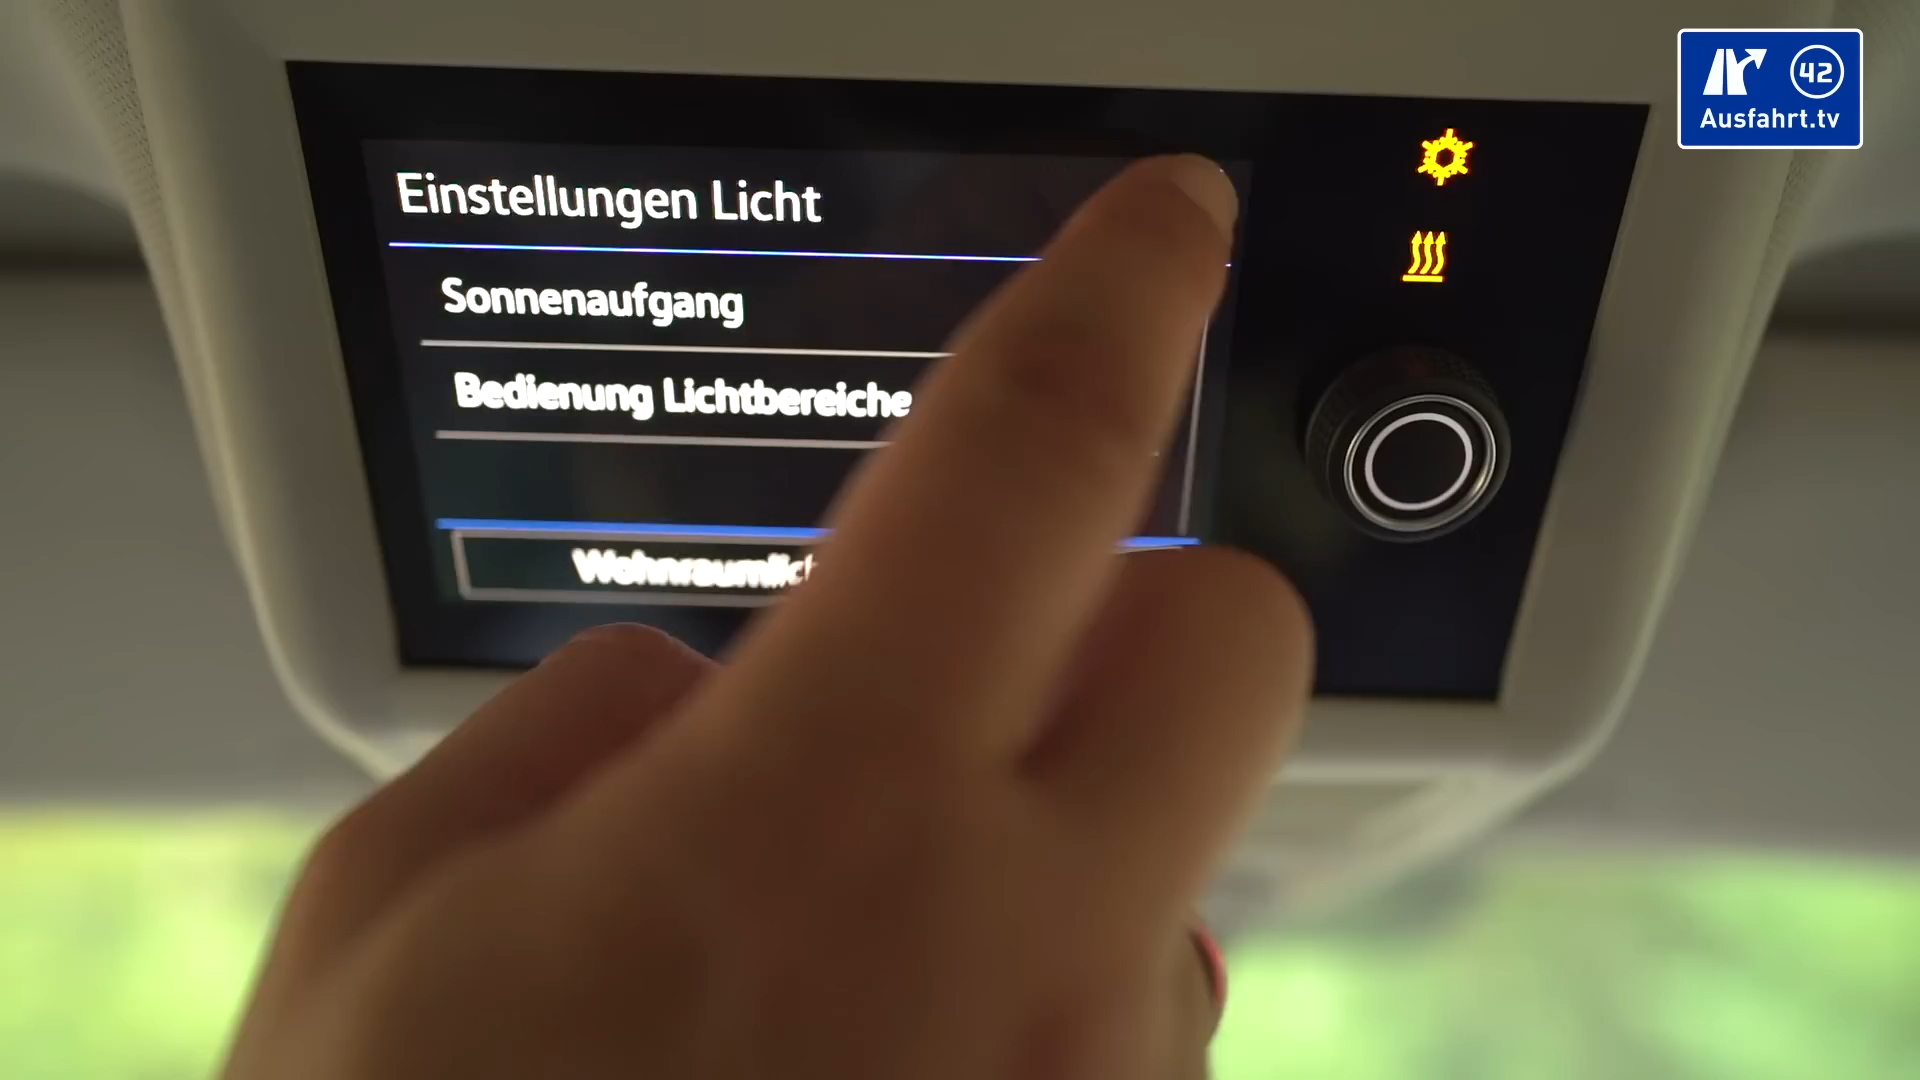 42
Ausfahrt.tv
Einstellungen Licht
Sonnenaufgang
Bedienung Lichtbereiche